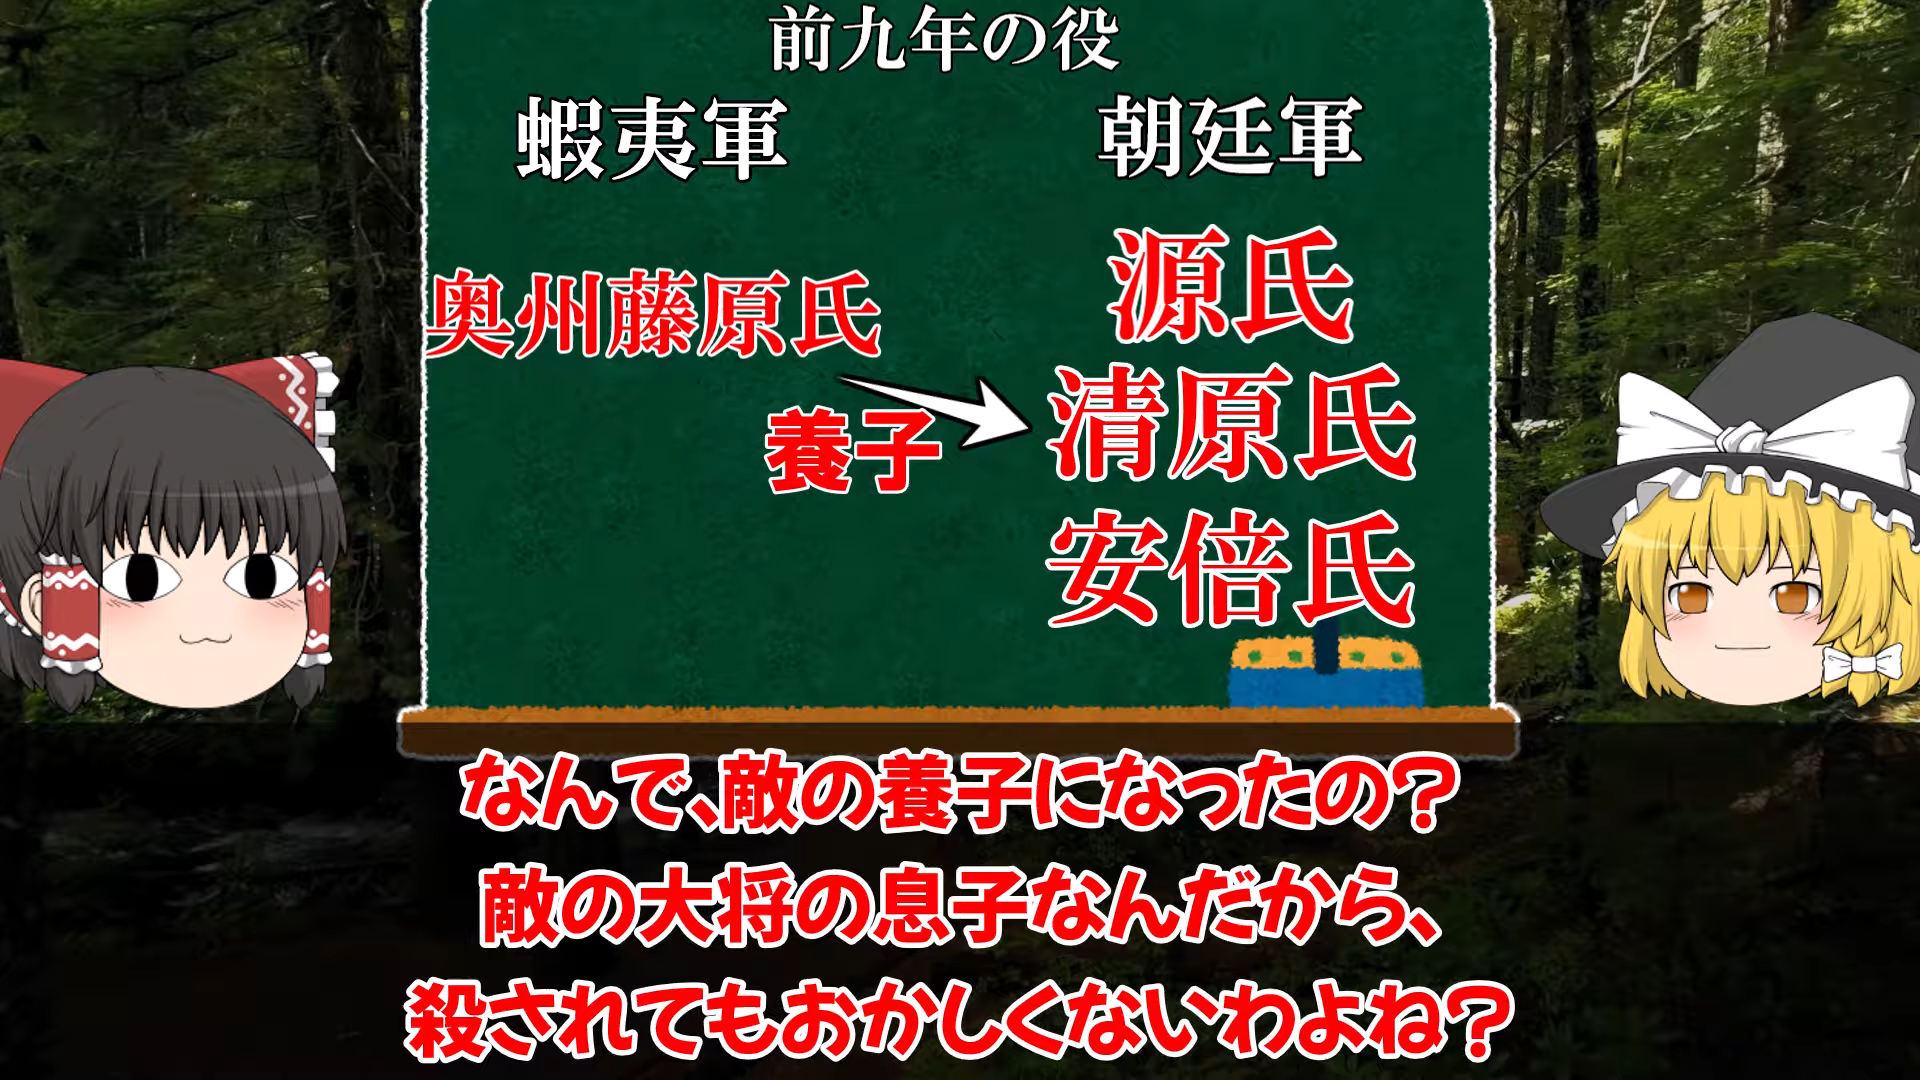 前九年の役
蝦夷軍
朝廷軍
奥州藤原氏
養子
源氏
清原氏
安倍氏
なんで、敵の養子になったの?
敵の大将の息子なんだから、
殺されてもおかしくないわよね?